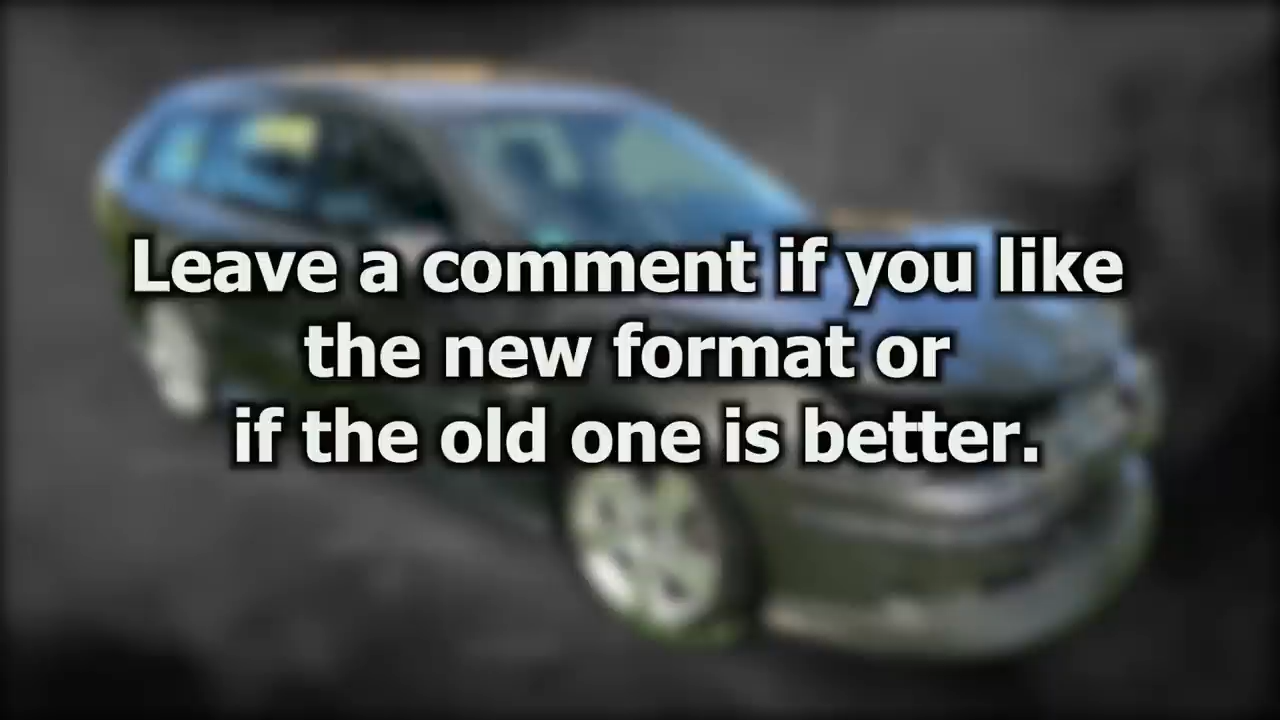 Leave a comment if you like
the new format or
if the old one is better.